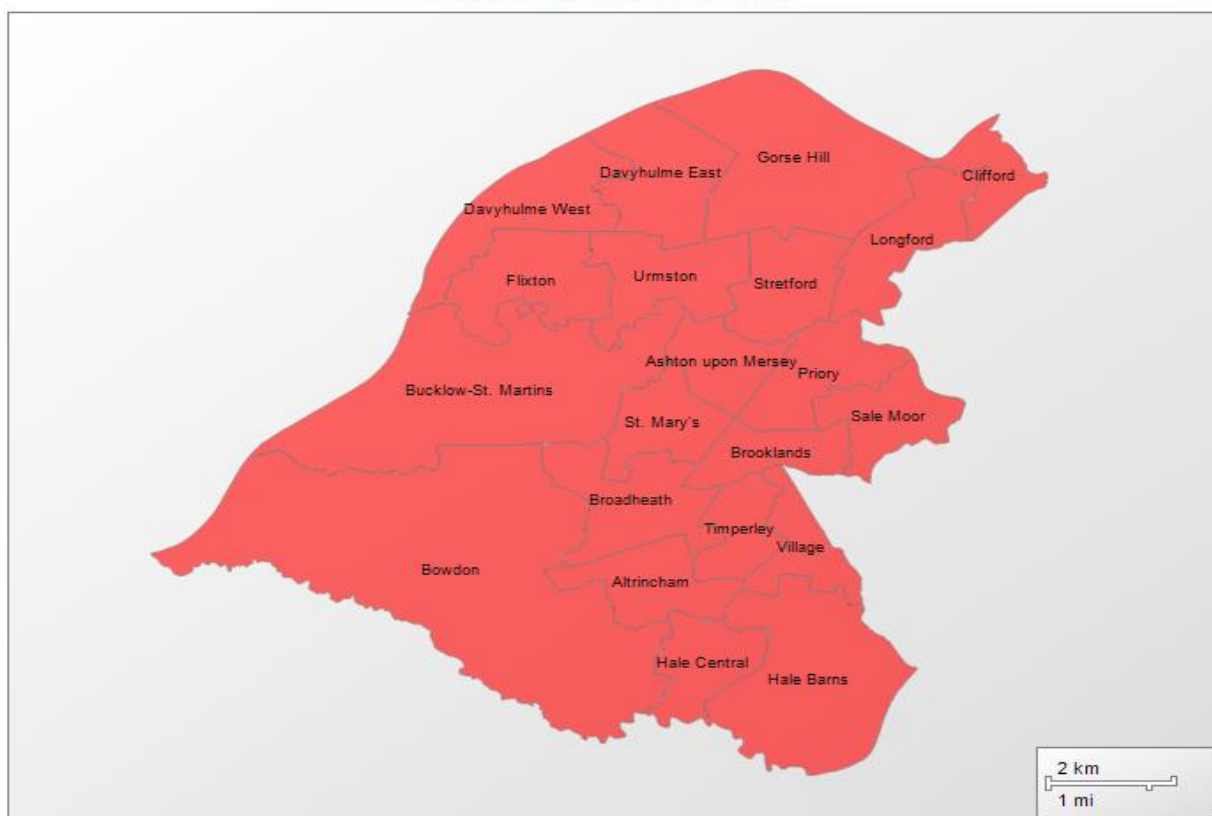 Gorse Hill
Clifford
Davyhulme East
Davyhulme West
Longford
Flixton
Urmston
Stretford
Ashton upon Mersey
Priory
Bucklow-St. Martins
St. Mary's
Sale Moor
Brooklands
Broadheath
Timperley
Village
Bowdon
Altrincham
Hale Central
Hale Barns
2 km
1 mi